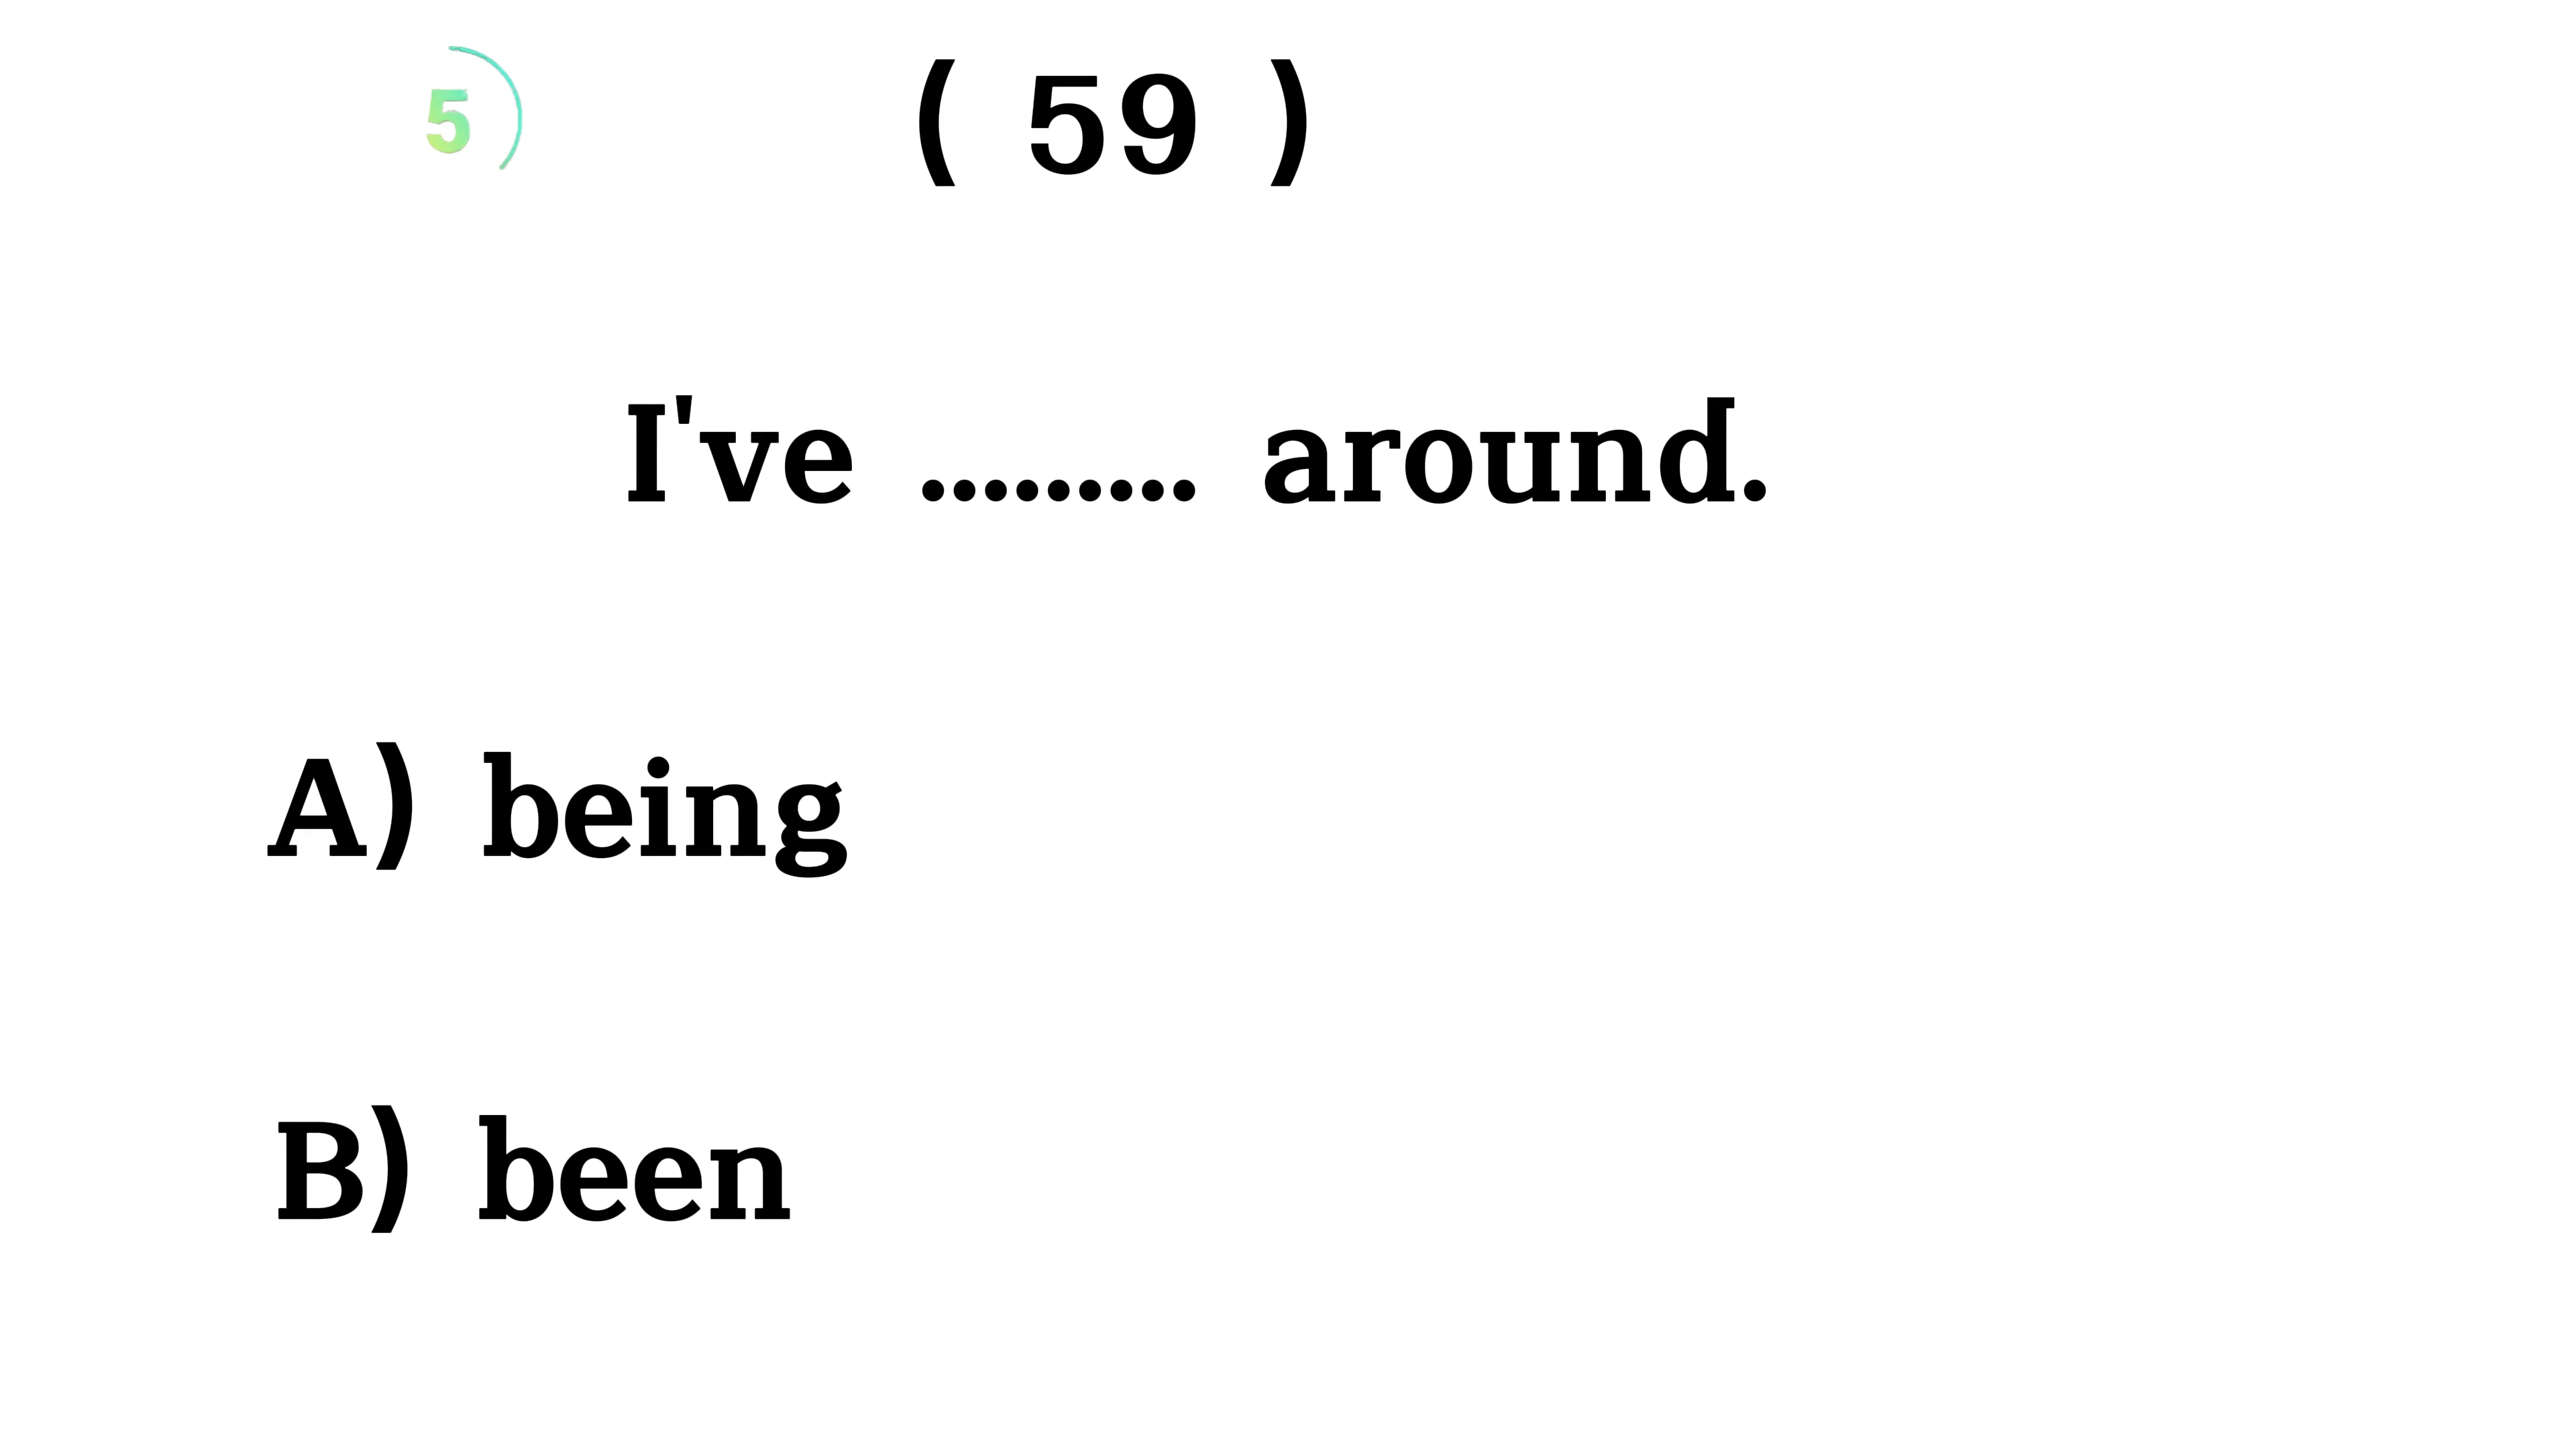 5
( 59 )
I've ......... around.
A) being
B) been